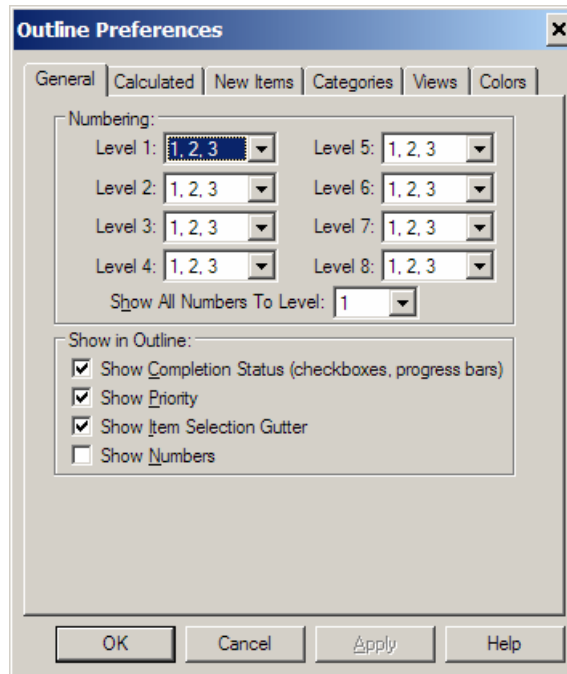 Outline Preferences
General Calculated New Items Categories Views Colors
Numbering:
Level 1: 1, 2, 3 Level 5: 1, 2, 3
Level 2: 1, 2, 3 Level 6: 1, 2, 3
Level 3: 1, 2, 3 Level 7: 1, 2, 3
Level 4: 1, 2, 3 Level 8: 1, 2, 3
Show All Numbers To Level: 1
Show in Outline:
Show Completion Status (checkboxes, progress bars)
Show Priority
Show Item Selection Gutter
Show Numbers
OK Cancel Apply Help